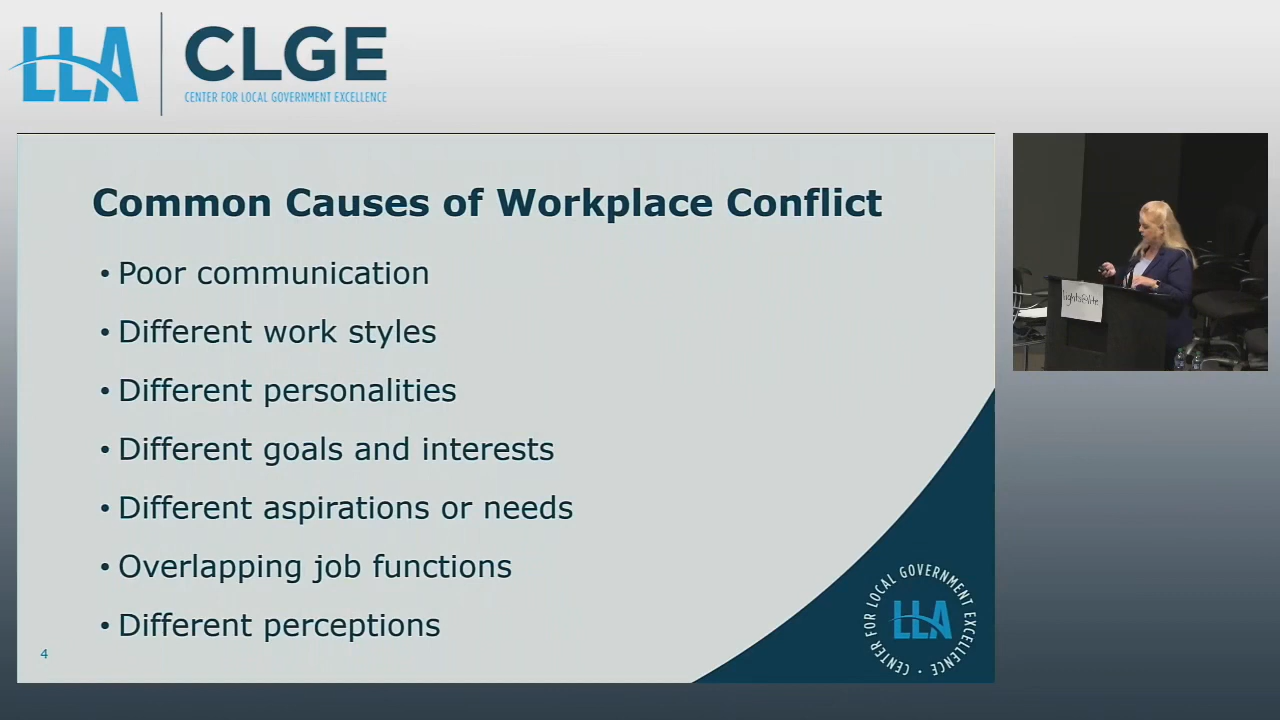 LLA
CLGE
CENTER FOR LOCAL GOVERNMENT EXCELLENCE
Common Causes of Workplace Conflict
• Poor communication
• Different work styles
• Different personalities
• Different goals and interests
• Different aspirations or needs
• Overlapping job functions
• Different perceptions
4
CENTER FOR LOCAL GOVERNMENT EXCELLENCE
LLA